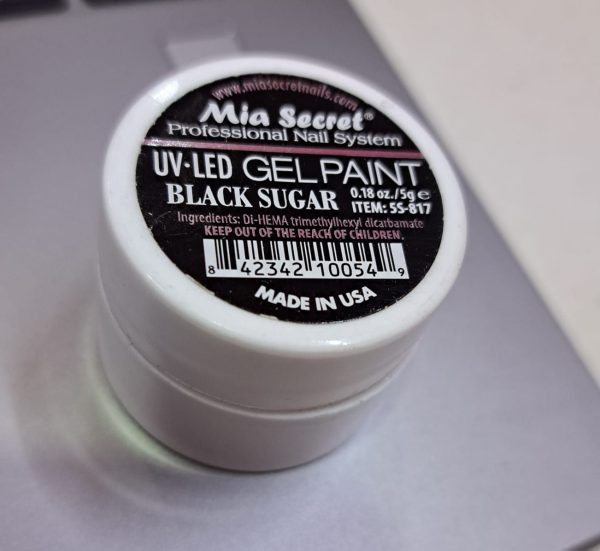 www.miasecretnails.com
Mia Secret®
Professional Nail System
UV·LED GEL PAINT
BLACK SUGAR 0.18 oz./5g e
ITEM: 5S-817
Ingredients: Di-HEMA trimethylhexyl dicarbamate
KEEP OUT OF THE REACH OF CHILDREN.
8 42342 10054 9
MADE IN USA